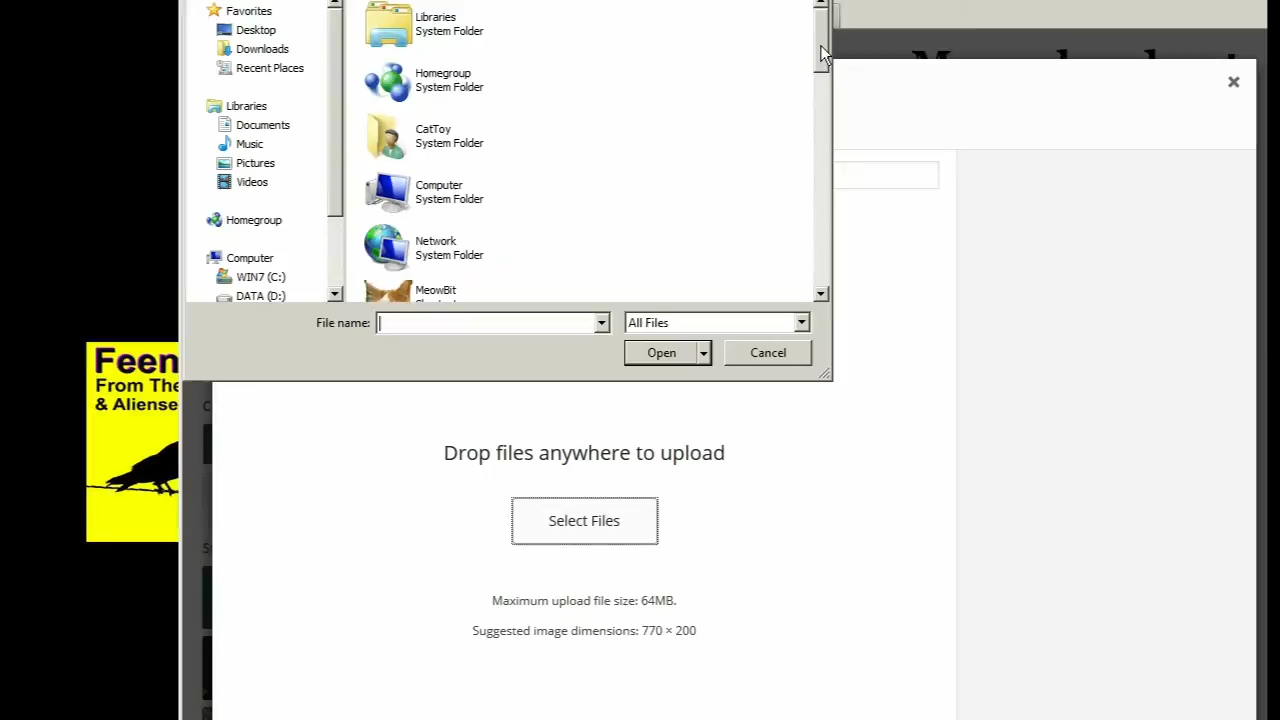 Favorites
Desktop
Downloads
Recent Places
Libraries
Documents
Music
Pictures
Videos
Homegroup
Computer
WIN7 (C:)
DATA (D:)
Libraries
System Folder
Homegroup
System Folder
CatToy
System Folder
Computer
System Folder
Network
System Folder
MeowBit
File name:
All Files
Open
Cancel
Feen
From The
& Aliense
Drop files anywhere to upload
Select Files
Maximum upload file size: 64MB.
Suggested image dimensions: 770 × 200